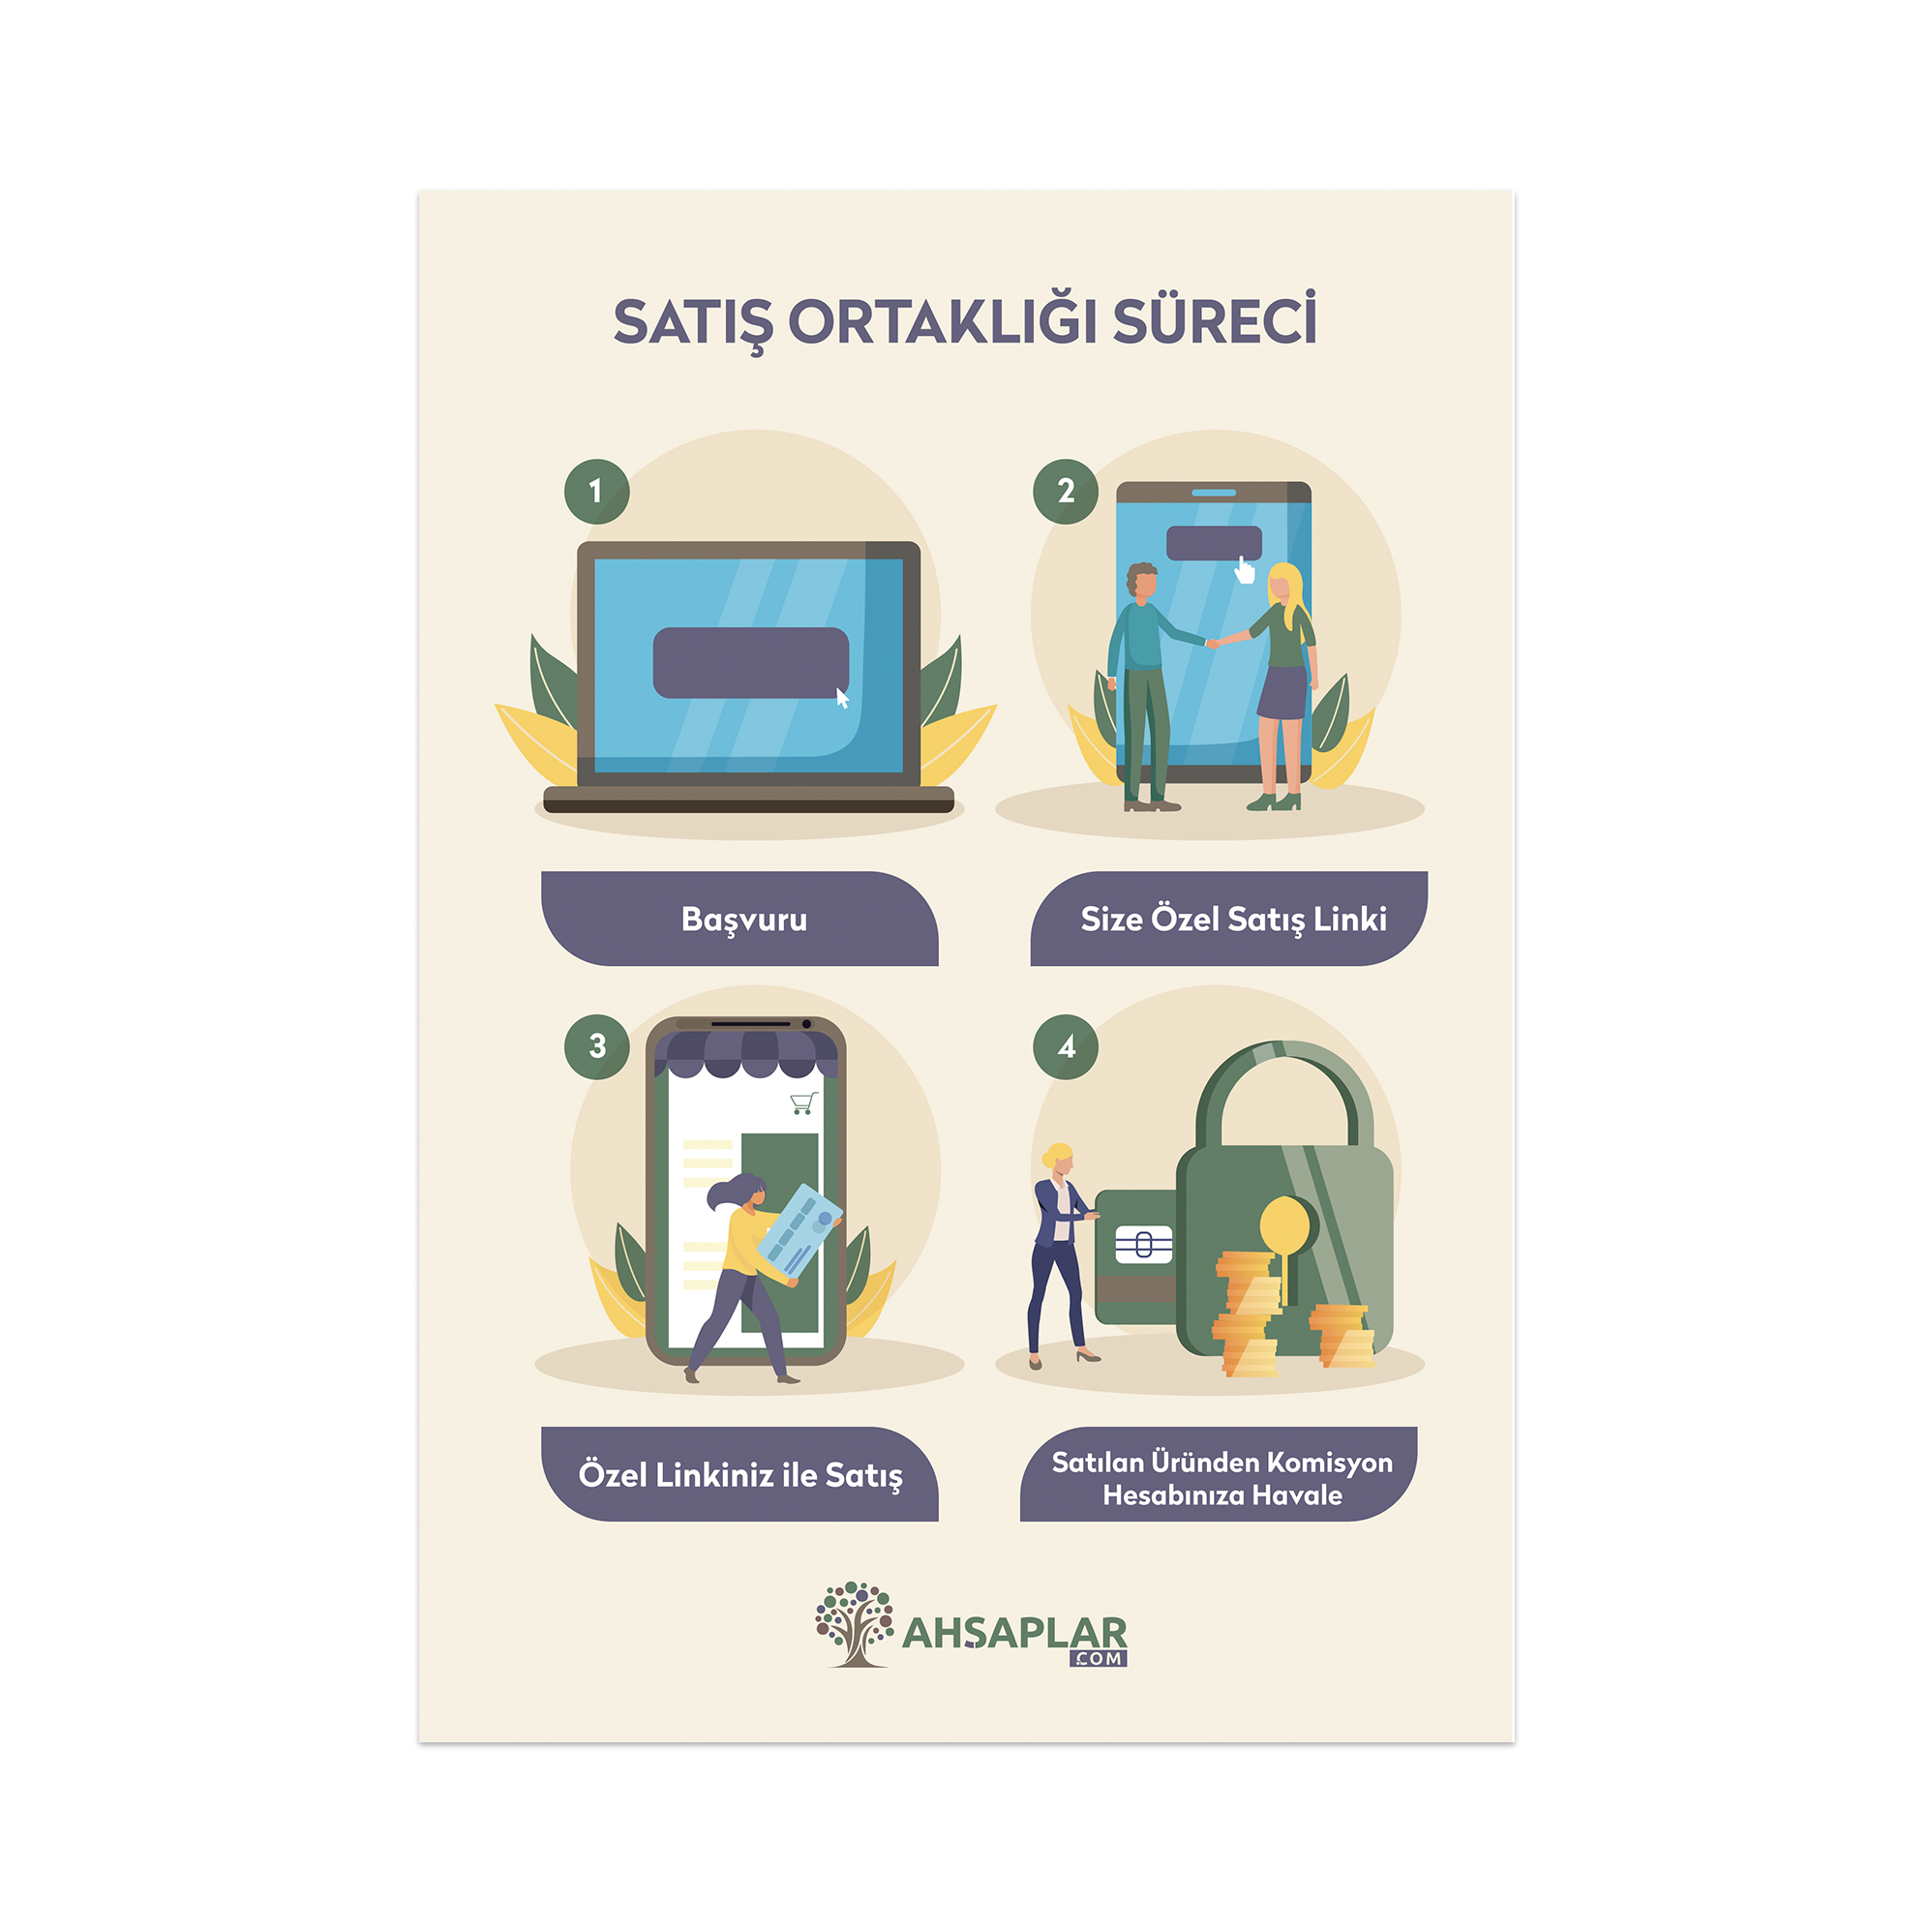 SATIŞ ORTAKLIĞI SÜRECİ
1
2
Başvuru
Size Özel Satış Linki
3
4
Özel Linkiniz ile Satış
Satılan Üründen Komisyon
Hesabınıza Havale
AHŞAPLAR
.COM